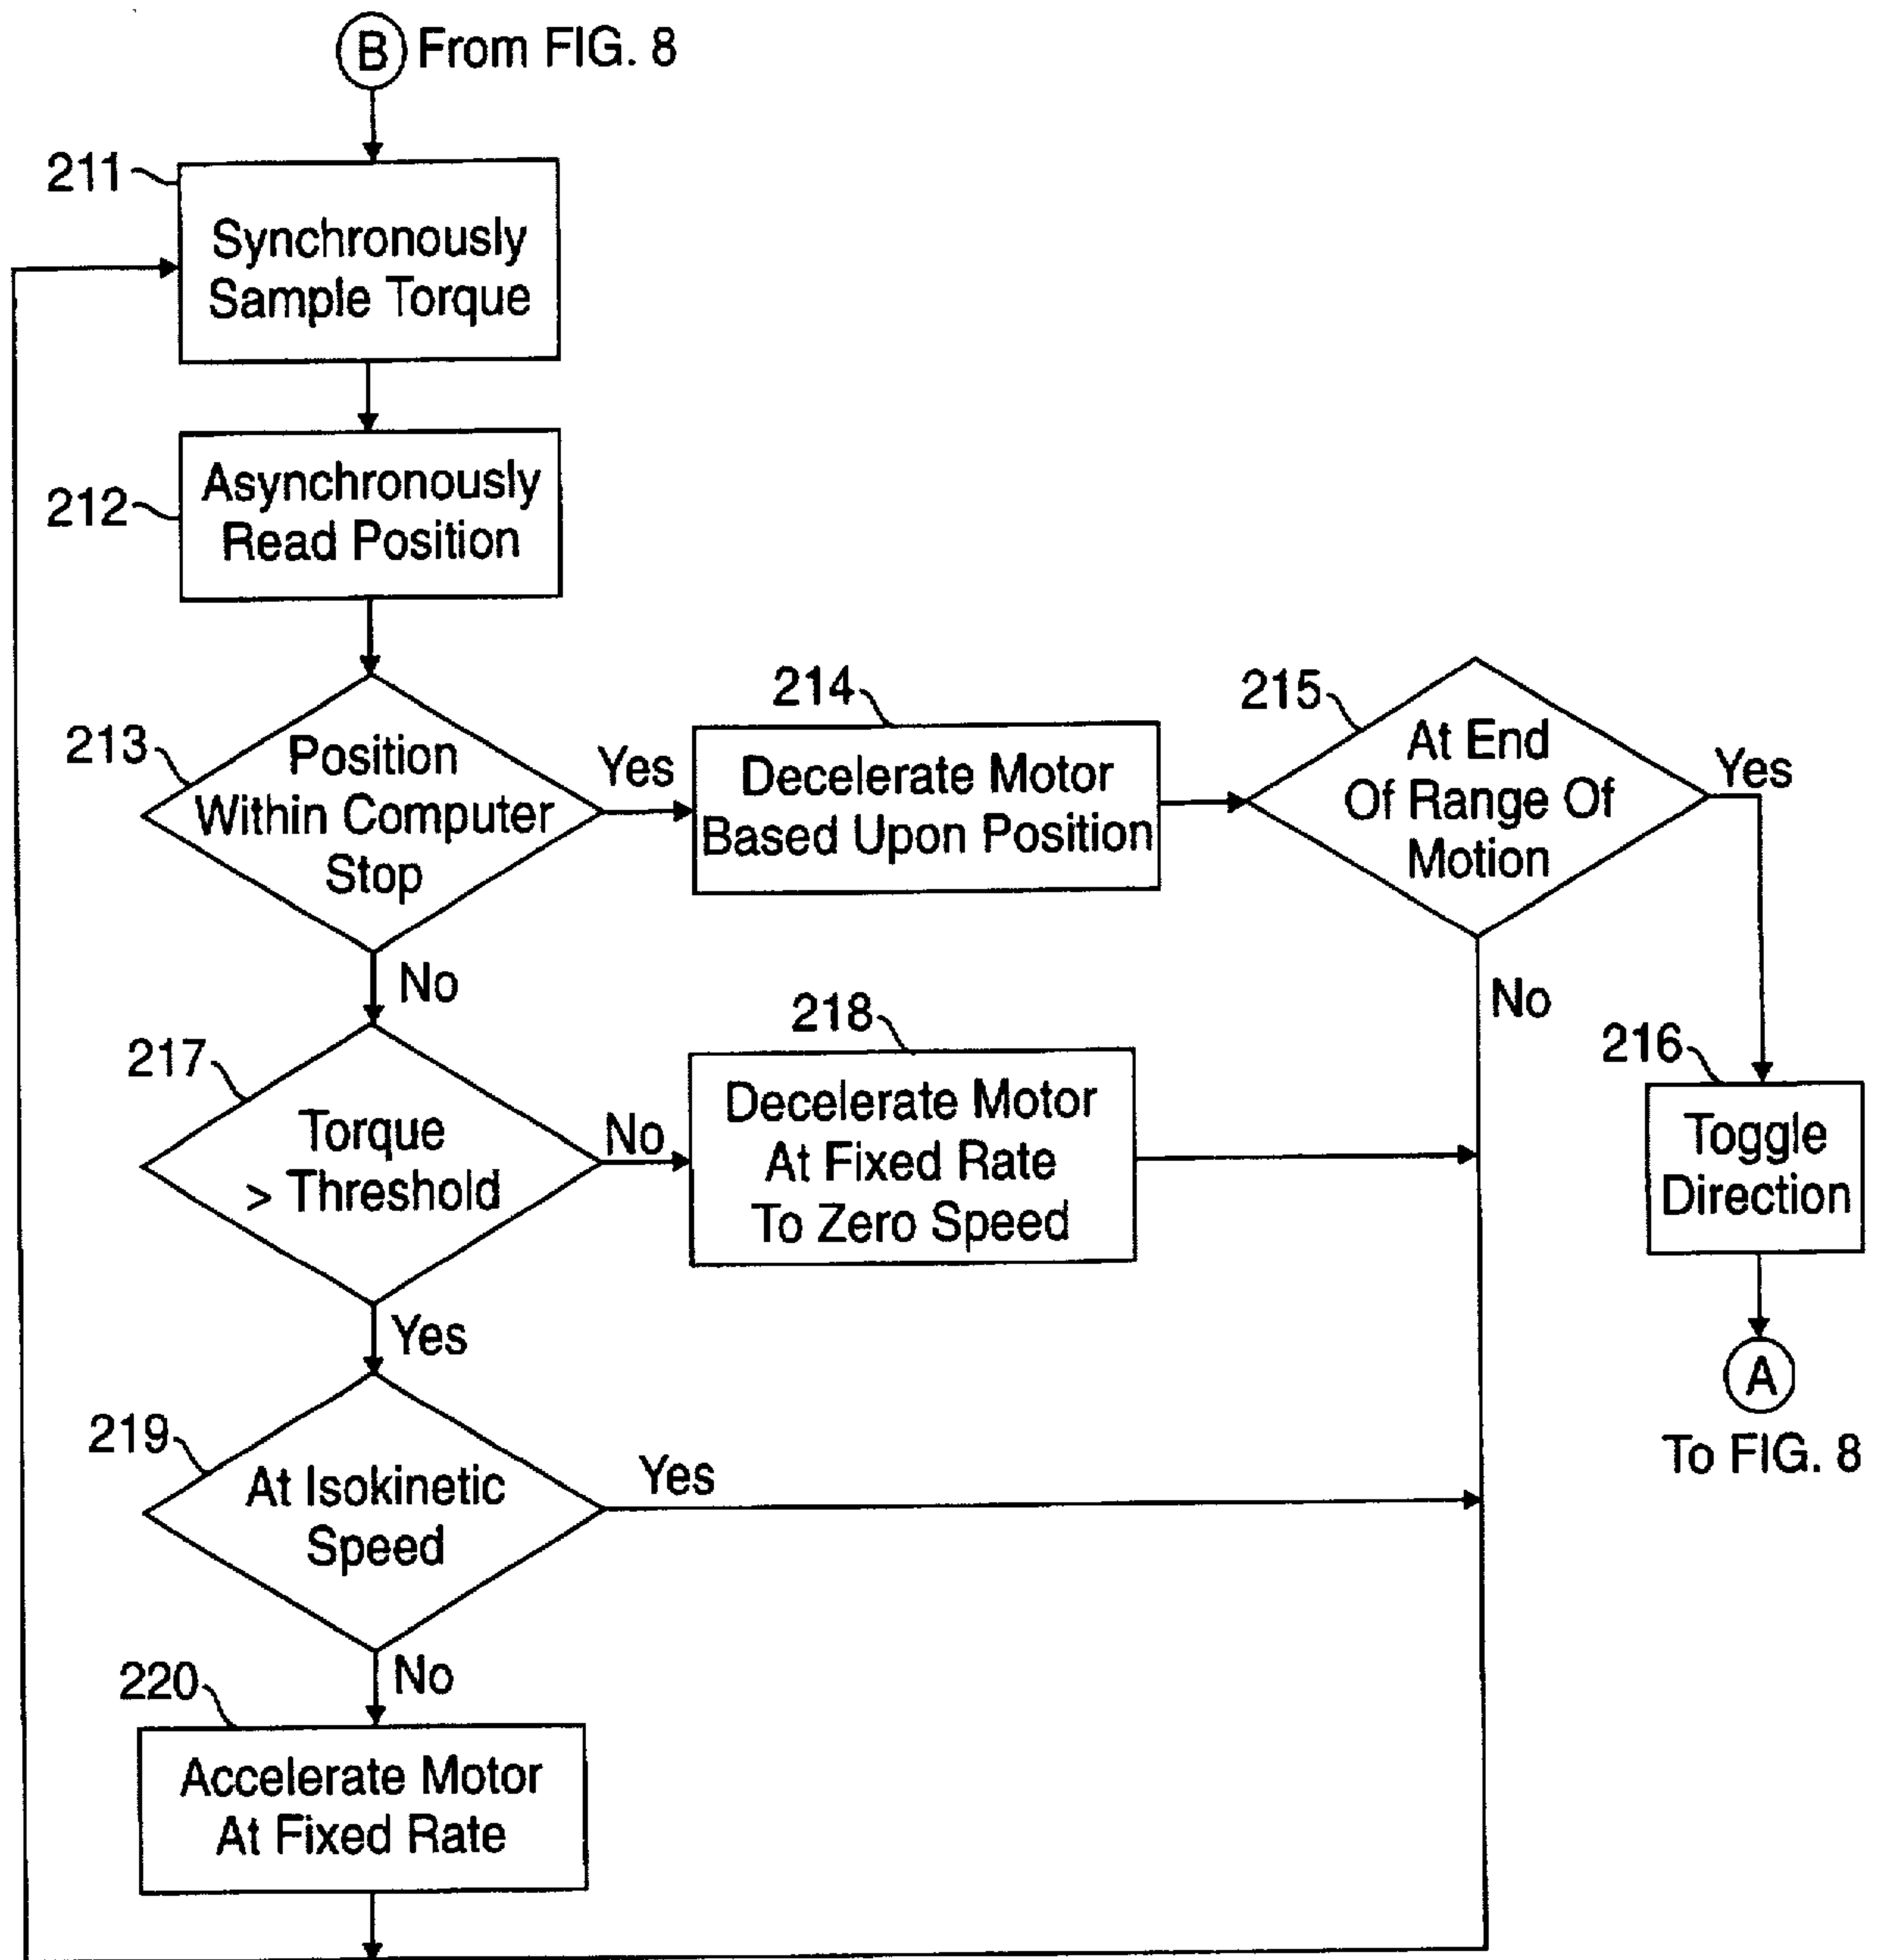 B From FIG. 8
211
Synchronously
Sample Torque
212
Asynchronously
Read Position
213
Position
Within Computer
Stop
Yes
214
Decelerate Motor
Based Upon Position
215
At End
Of Range Of
Motion
Yes
No
No
216
Toggle
Direction
A
To FIG. 8
217
Torque
> Threshold
No
218
Decelerate Motor
At Fixed Rate
To Zero Speed
Yes
219
At Isokinetic
Speed
Yes
No
220
Accelerate Motor
At Fixed Rate